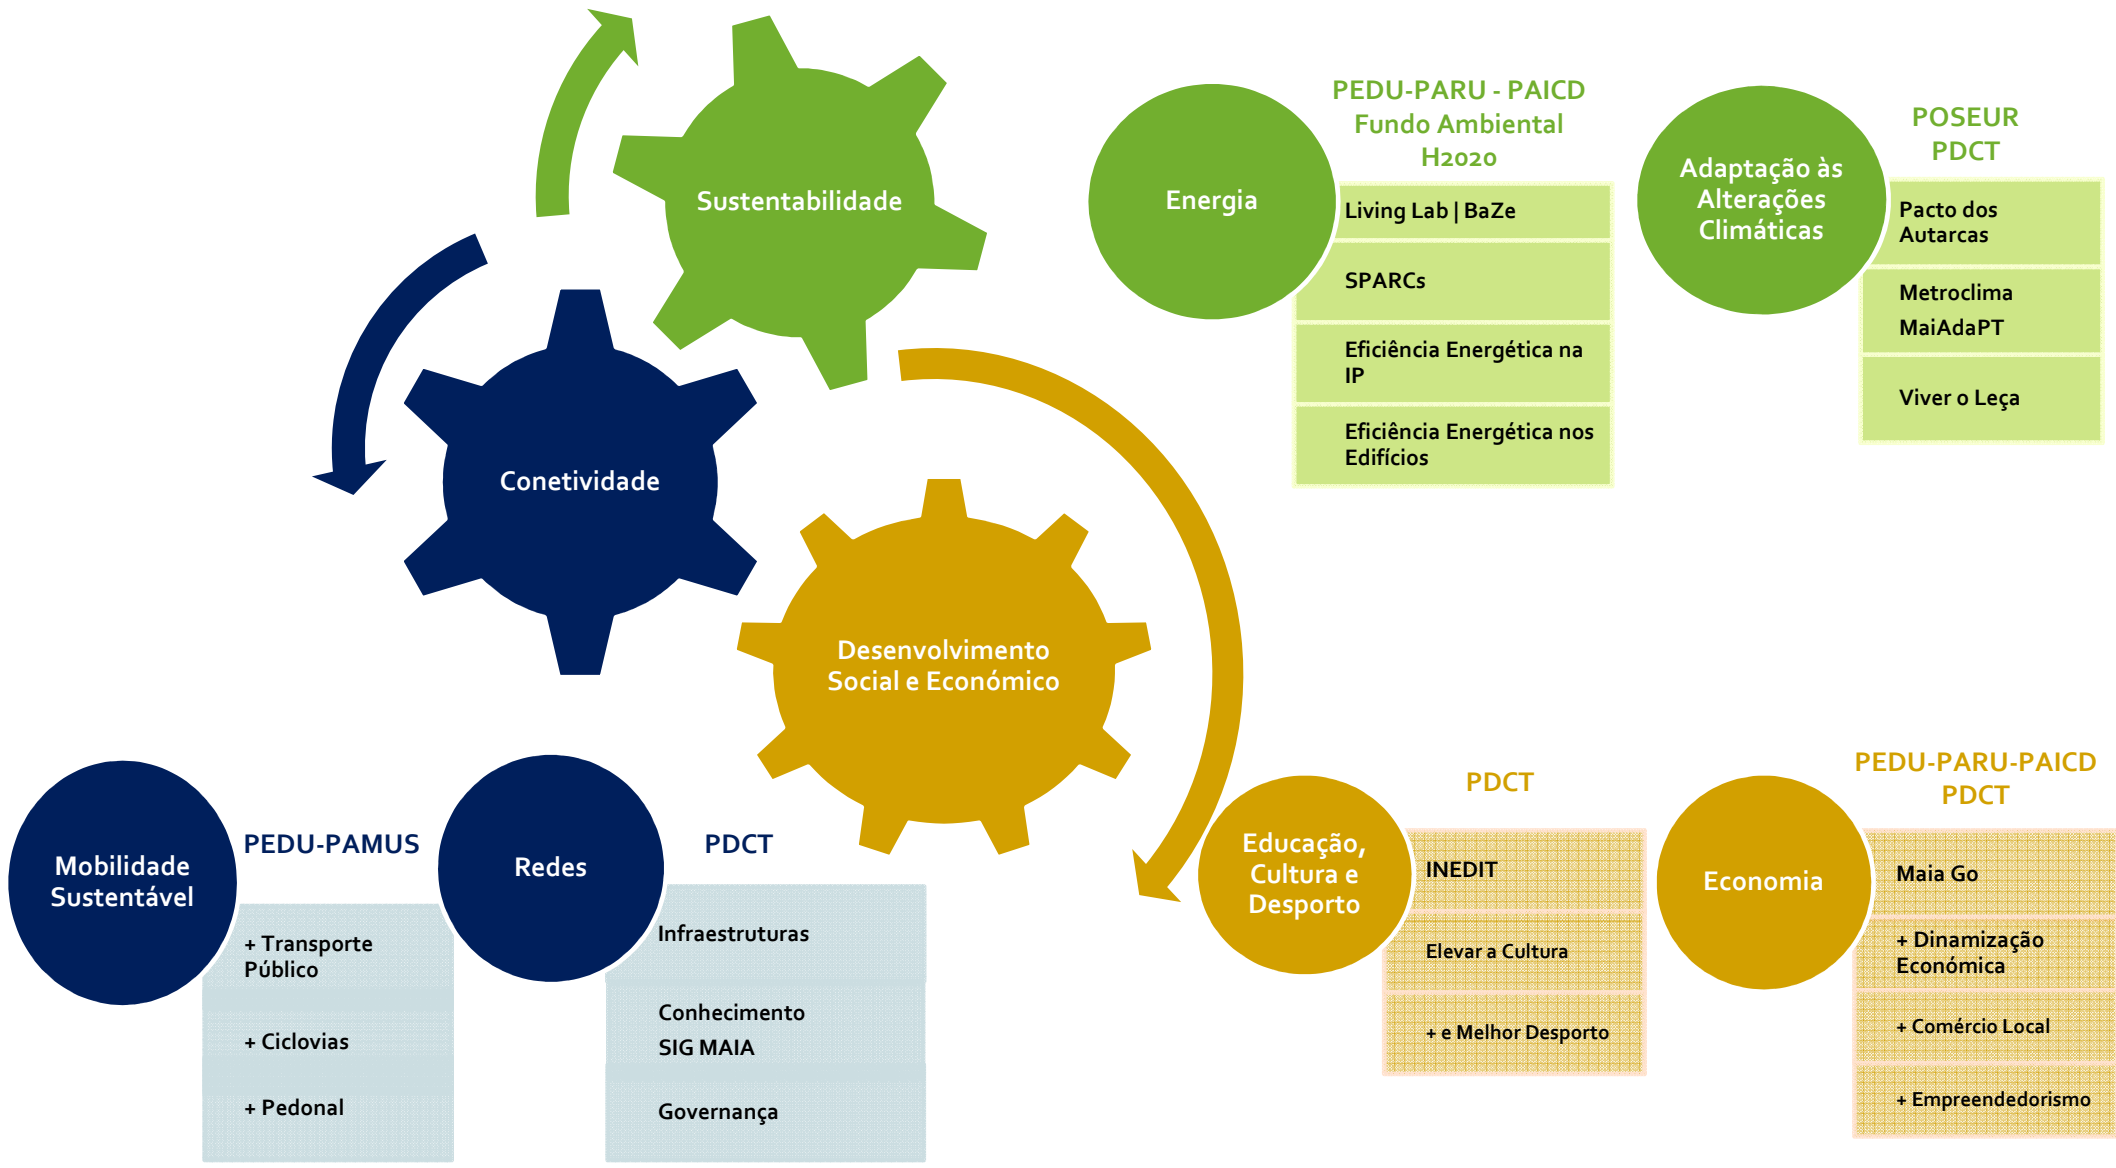 Sustentabilidade
Conetividade
Desenvolvimento
Social e Económico
Energia
PEDU-PARU - PAICD
Fundo Ambiental
H2020
Living Lab | BaZe
SPARCs
Eficiência Energética na
IP
Eficiência Energética nos
Edifícios
Adaptação às
Alterações
Climáticas
POSEUR
PDCT
Pacto dos
Autarcas
Metroclima
MaiAdaPT
Viver o Leça
Mobilidade
Sustentável
PEDU-PAMUS
+ Transporte
Público
+ Ciclovias
+ Pedonal
Redes
PDCT
Infraestruturas
Conhecimento
SIG MAIA
Governança
Educação,
Cultura e
Desporto
PDCT
INEDIT
Elevar a Cultura
+ e Melhor Desporto
Economia
PEDU-PARU-PAICD
PDCT
Maia Go
+ Dinamização
Económica
+ Comércio Local
+ Empreendedorismo